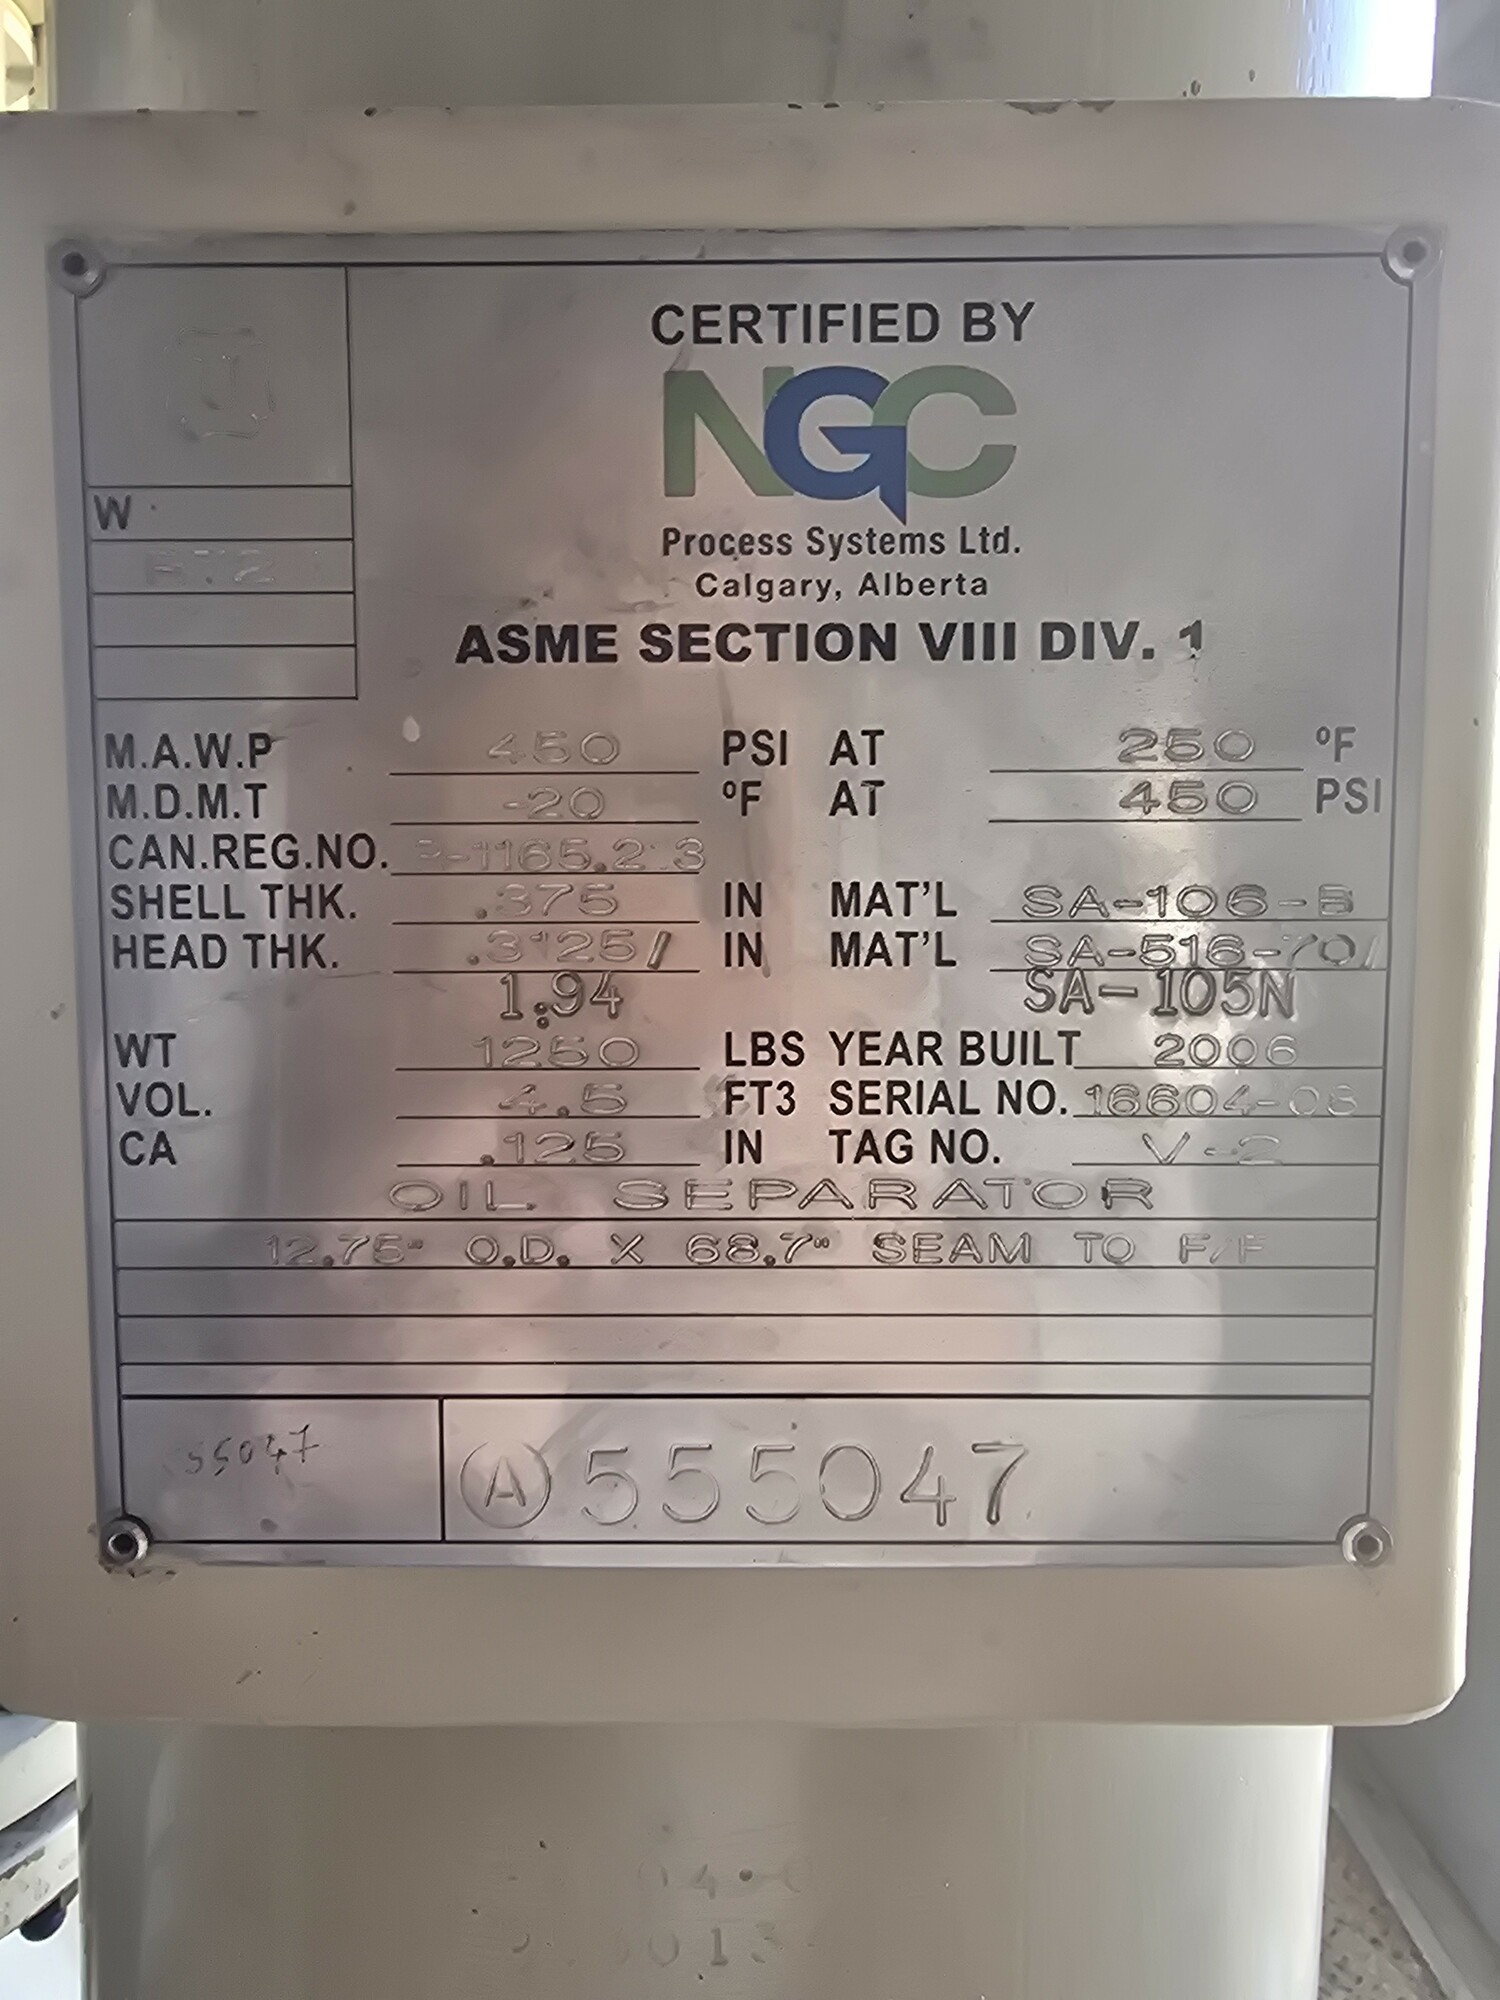 CERTIFIED BY
NGC
Process Systems Ltd.
Calgary, Alberta
ASME SECTION VIII DIV. 1
U
W
RT2
M.A.W.P 450 PSI AT 250 °F
M.D.M.T -20 °F AT 450 PSI
CAN.REG.NO.
SHELL THK. .375 IN MAT'L SA-106-B
HEAD THK. .3125/ IN MAT'L SA-516-70/
1.94 SA-105N
WT 1250 LBS YEAR BUILT 2006
VOL. 4.5 FT3 SERIAL NO. 16604-08
CA .125 IN TAG NO. V-2
OIL SEPARATOR
12.75" O.D. X 68.7" SEAM TO F/F
55047
A 555047